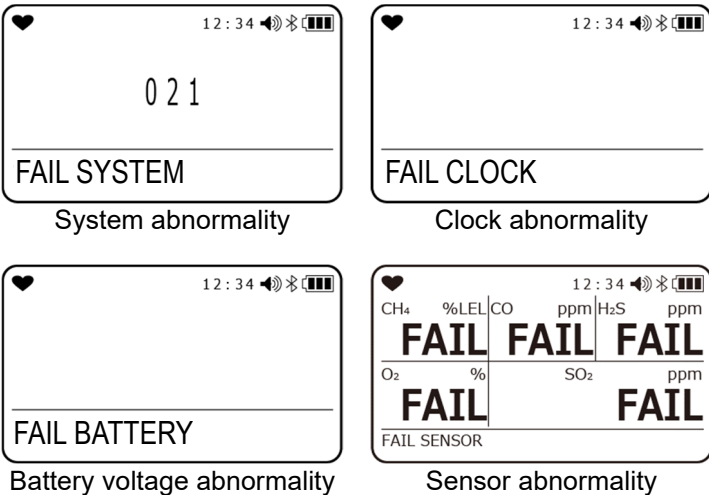 12:34
021
FAIL SYSTEM
System abnormality
12:34
FAIL CLOCK
Clock abnormality
12:34
FAIL BATTERY
Battery voltage abnormality
12:34
CH₄ %LEL CO ppm H₂S ppm
FAIL FAIL FAIL
O₂ % SO₂ ppm
FAIL FAIL
FAIL SENSOR
Sensor abnormality